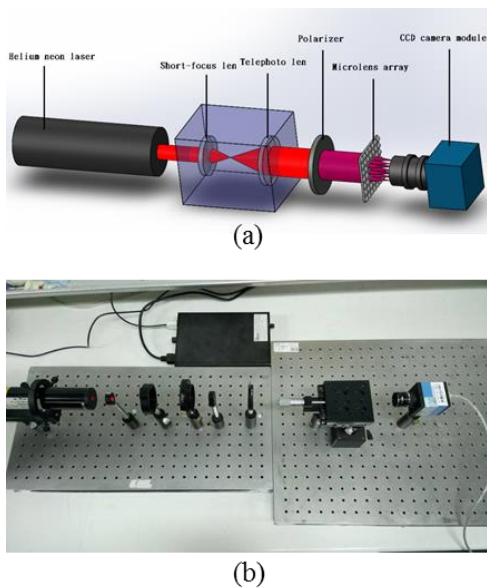 CCD camera module
Polarizer
Helium neon laser
Short-focus len
Telephoto len
Microlens array
(a)
(b)